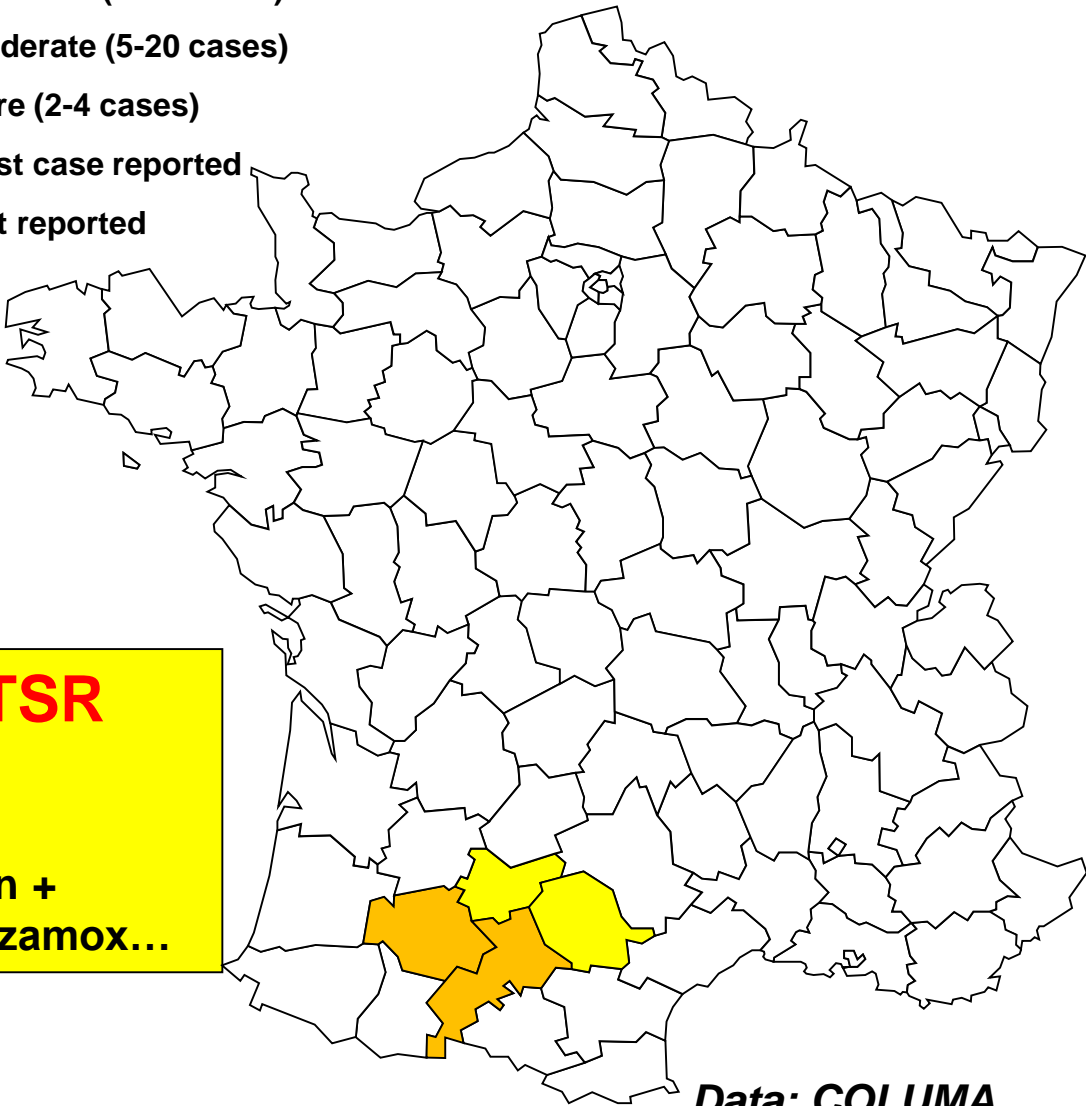 derate (5-20 cases)
re (2-4 cases)
st case reported
t reported
TSR
n +
zamox…
Data: COLUMA